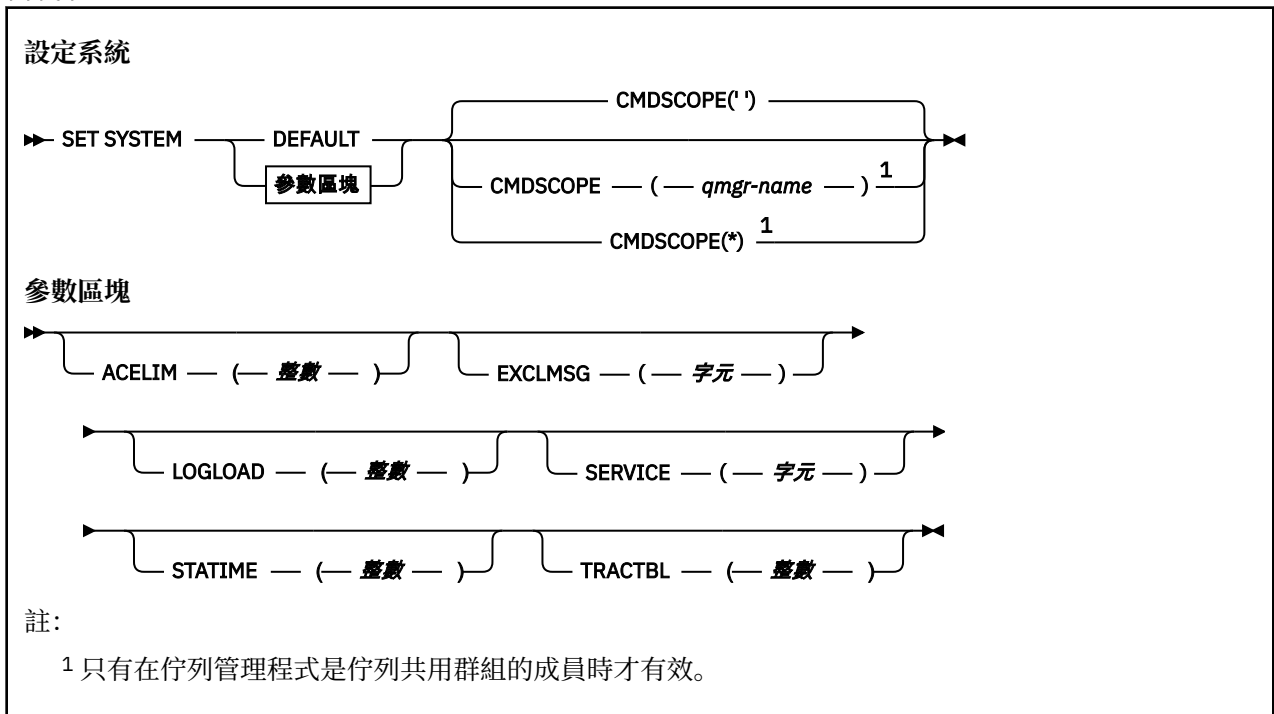 設定系統
CMDSCOPE(' ')
SET SYSTEM DEFAULT
參數區塊
CMDSCOPE ( qmgr-name ) 1
CMDSCOPE(*) 1
參數區塊
ACELIM ( 整數 ) EXCLMSG ( 字元 )
LOGLOAD ( 整數 ) SERVICE ( 字元 )
STATIME ( 整數 ) TRACTBL ( 整數 )
註:
1 只有在佇列管理程式是佇列共用群組的成員時才有效。